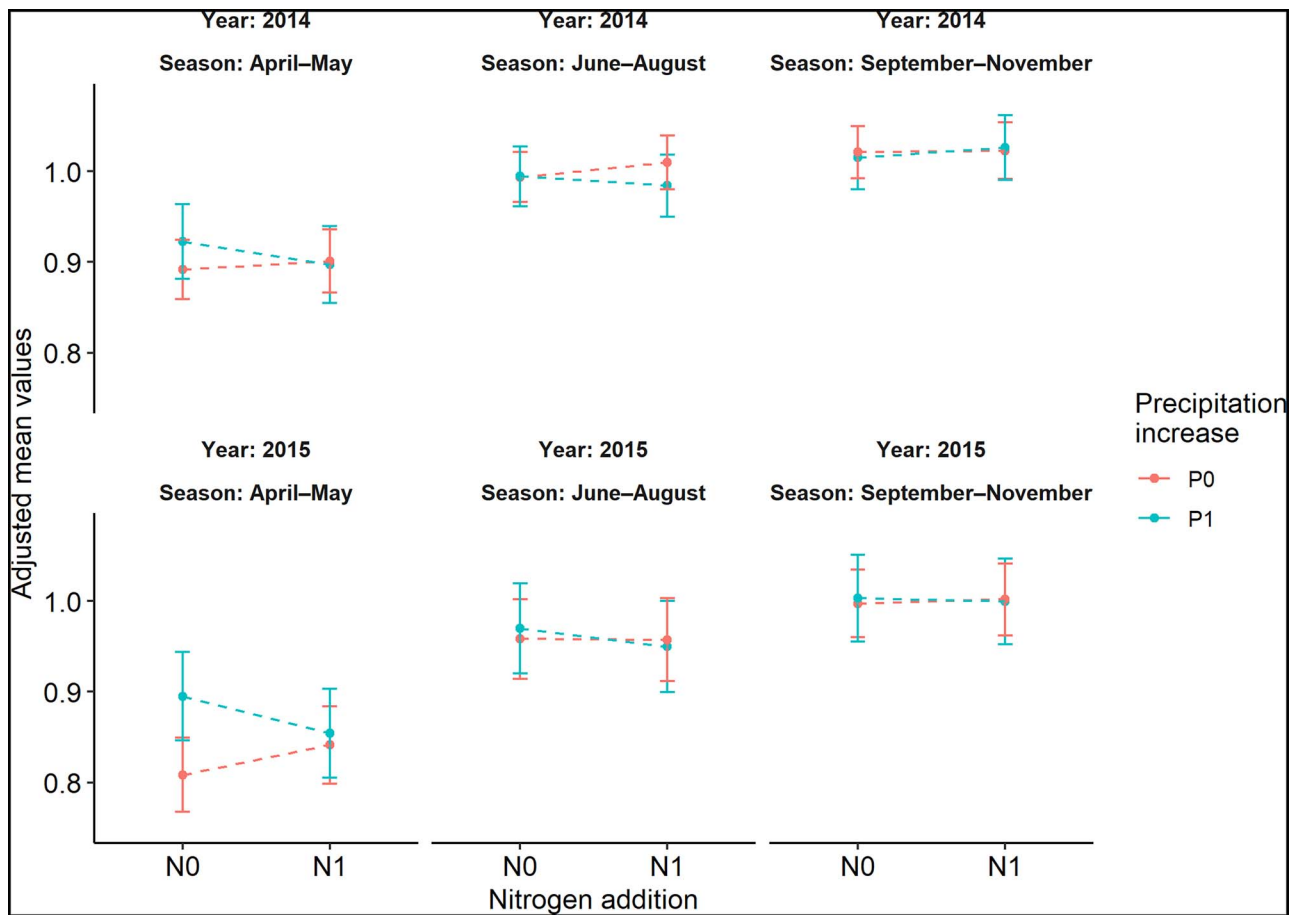 Year: 2014 Year: 2014 Year: 2014
Season: April–May Season: June–August Season: September–November
1.0
0.9
0.8
Adjusted mean values
Year: 2015 Year: 2015 Year: 2015
Season: April–May Season: June–August Season: September–November
1.0
0.9
0.8
N0 N1 N0 N1 N0 N1
Nitrogen addition
Precipitation
increase
P0
P1